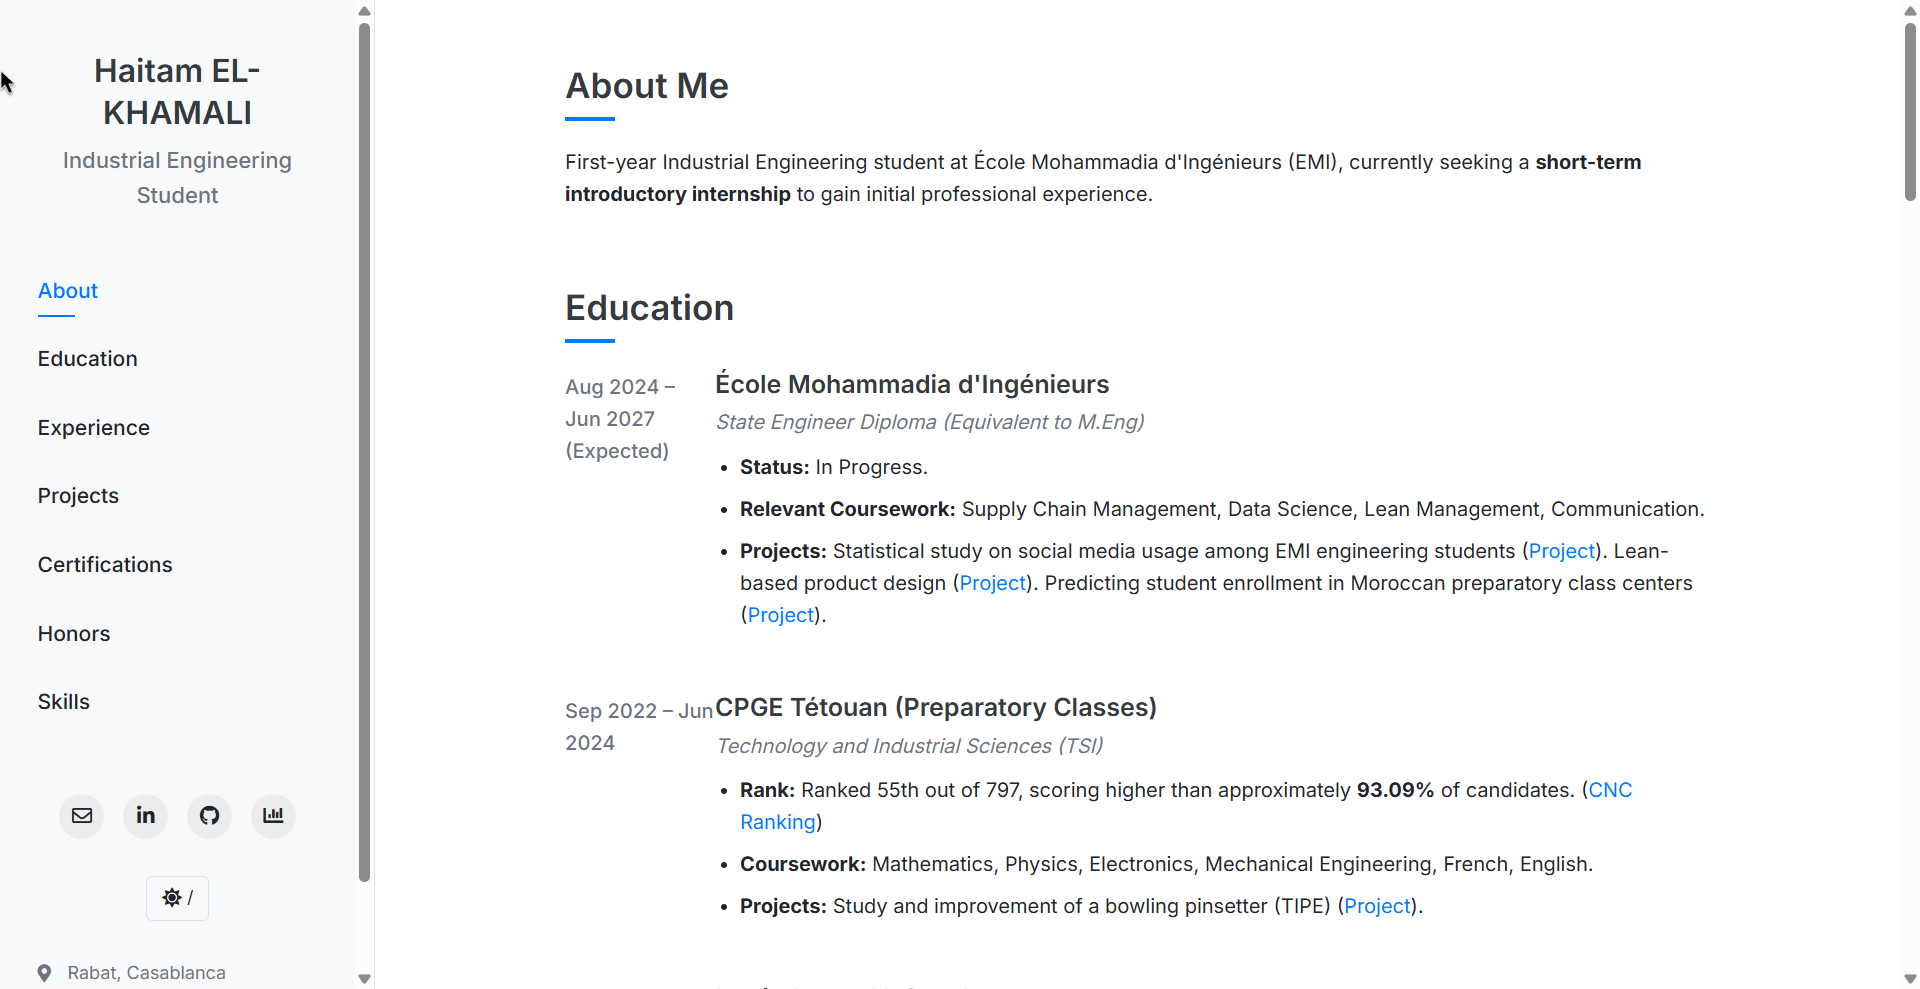 Haitam EL-
KHAMALI
Industrial Engineering
Student
About
Education
Experience
Projects
Certifications
Honors
Skills
/
Rabat, Casablanca
About Me
First-year Industrial Engineering student at École Mohammadia d'Ingénieurs (EMI), currently seeking a short-term
introductory internship to gain initial professional experience.
Education
Aug 2024 –
Jun 2027
(Expected)
École Mohammadia d'Ingénieurs
State Engineer Diploma (Equivalent to M.Eng)
• Status: In Progress.
• Relevant Coursework: Supply Chain Management, Data Science, Lean Management, Communication.
• Projects: Statistical study on social media usage among EMI engineering students (Project). Lean-
based product design (Project). Predicting student enrollment in Moroccan preparatory class centers
(Project).
Sep 2022 – Jun
2024
CPGE Tétouan (Preparatory Classes)
Technology and Industrial Sciences (TSI)
• Rank: Ranked 55th out of 797, scoring higher than approximately 93.09% of candidates. (CNC
Ranking)
• Coursework: Mathematics, Physics, Electronics, Mechanical Engineering, French, English.
• Projects: Study and improvement of a bowling pinsetter (TIPE) (Project).